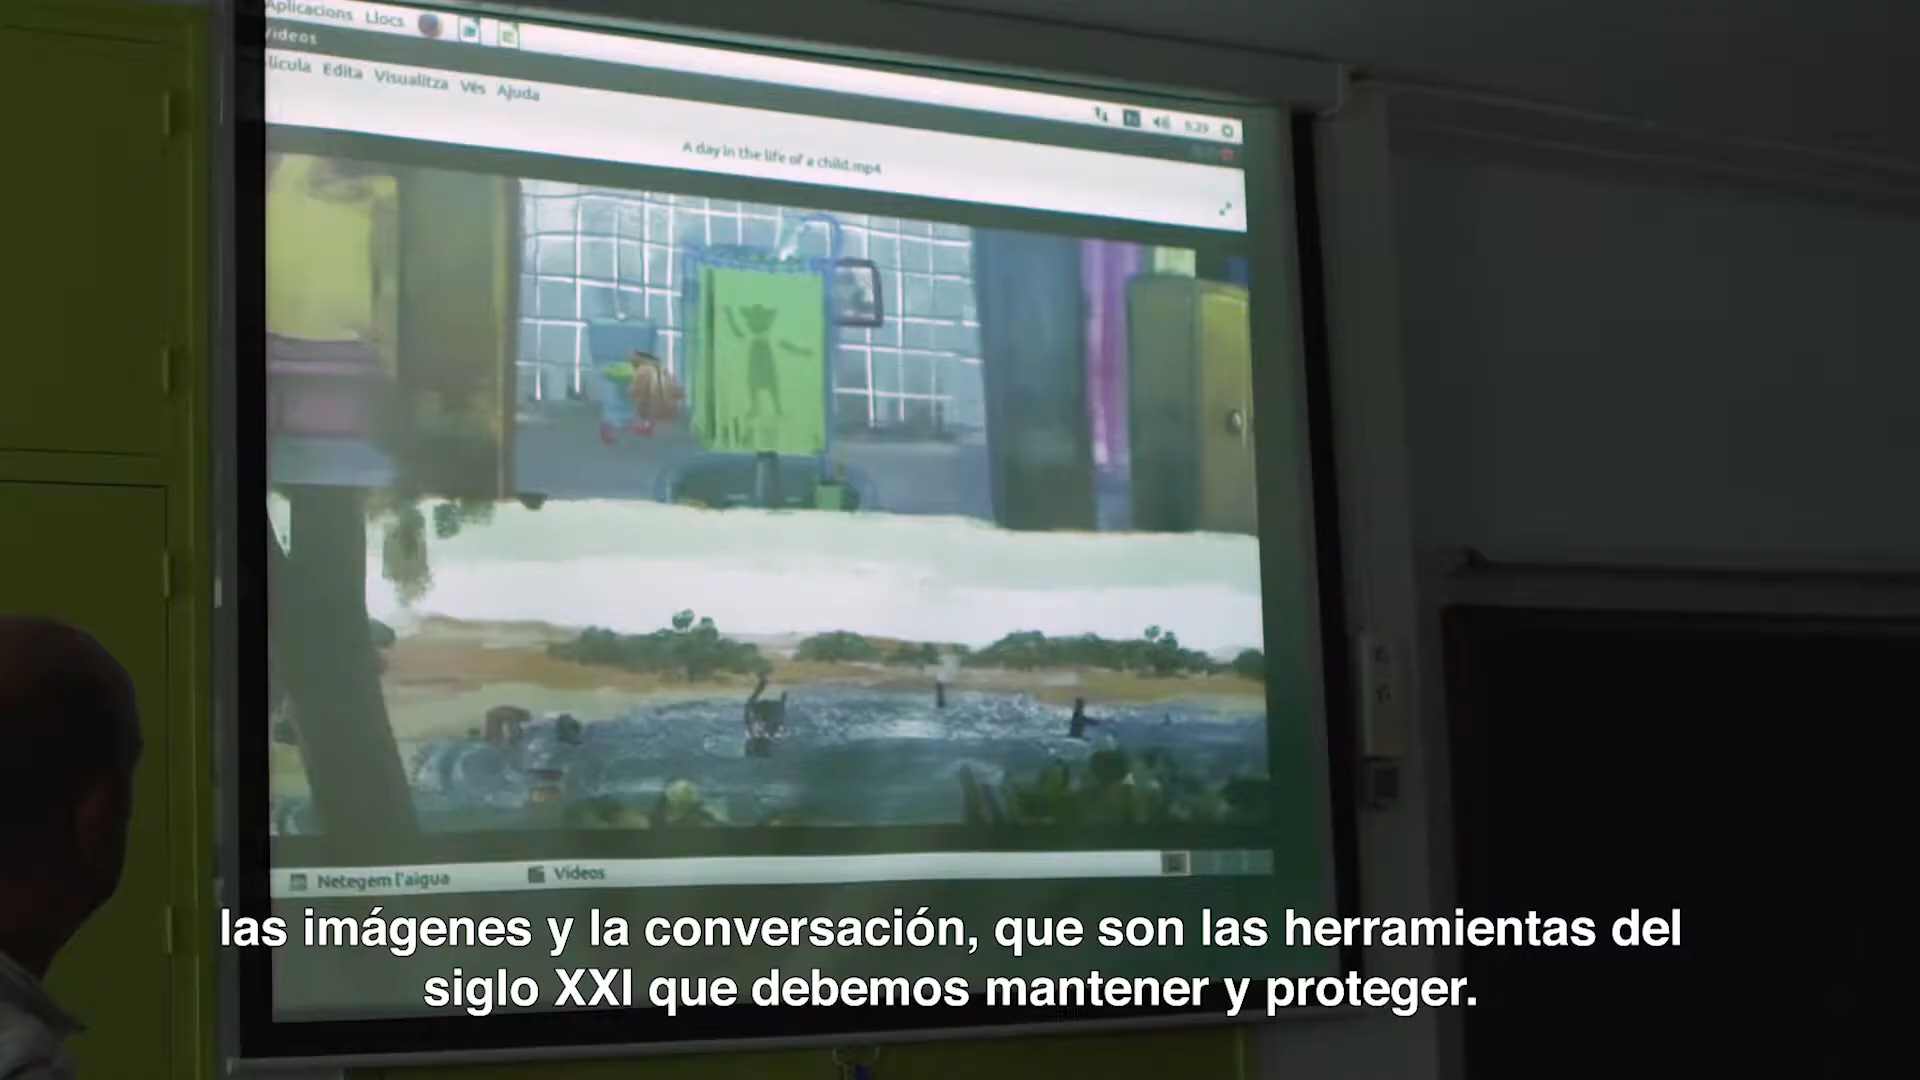 Aplicacions Llocs
Vídeos
Edita Visualitza Vés Ajuda
A day in the life of a child.mp4
Netegem l'aigua Vídeos
las imágenes y la conversación, que son las herramientas del
siglo XXI que debemos mantener y proteger.